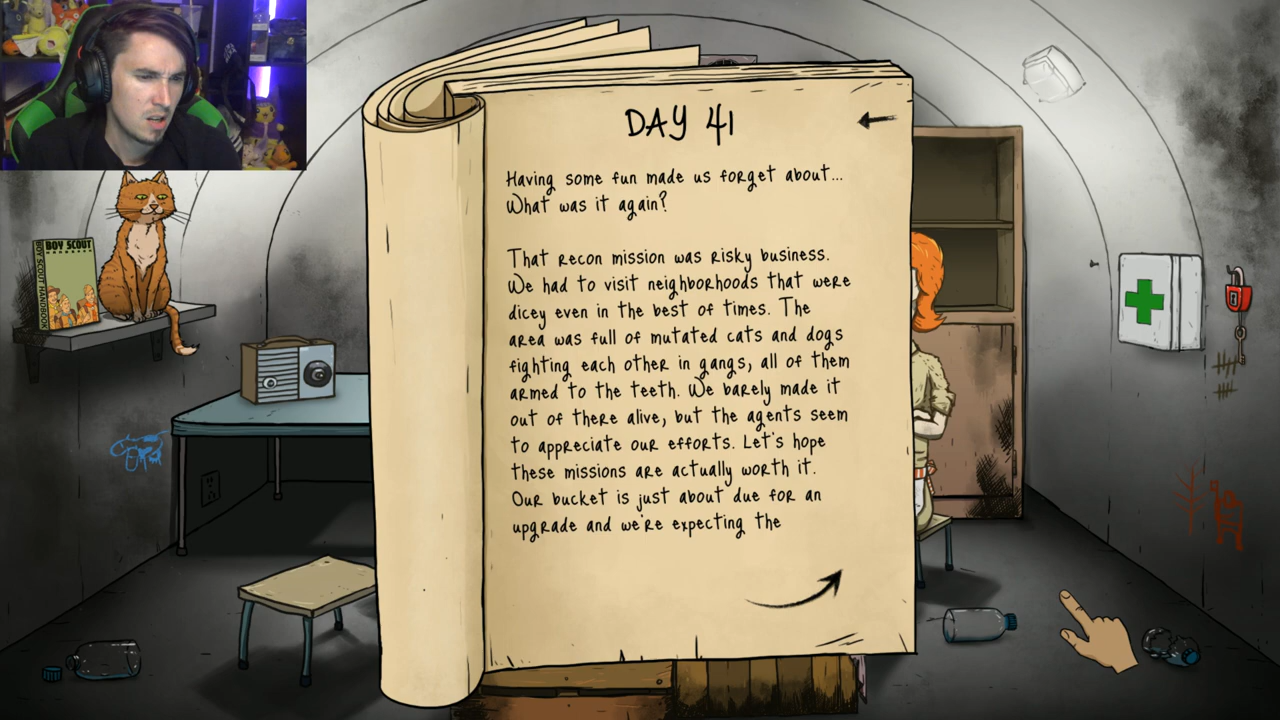 DAY 41
Having some fun made us forget about...
What was it again?
That recon mission was risky business.
We had to visit neighborhoods that were
dicey even in the best of times. The
area was full of mutated cats and dogs
fighting each other in gangs, all of them
armed to the teeth. We barely made it
out of there alive, but the agents seem
to appreciate our efforts. Let's hope
these missions are actually worth it.
Our bucket is just about due for an
upgrade and we're expecting the
BOY SCOUT
BOY SCOUT HANDBOOK